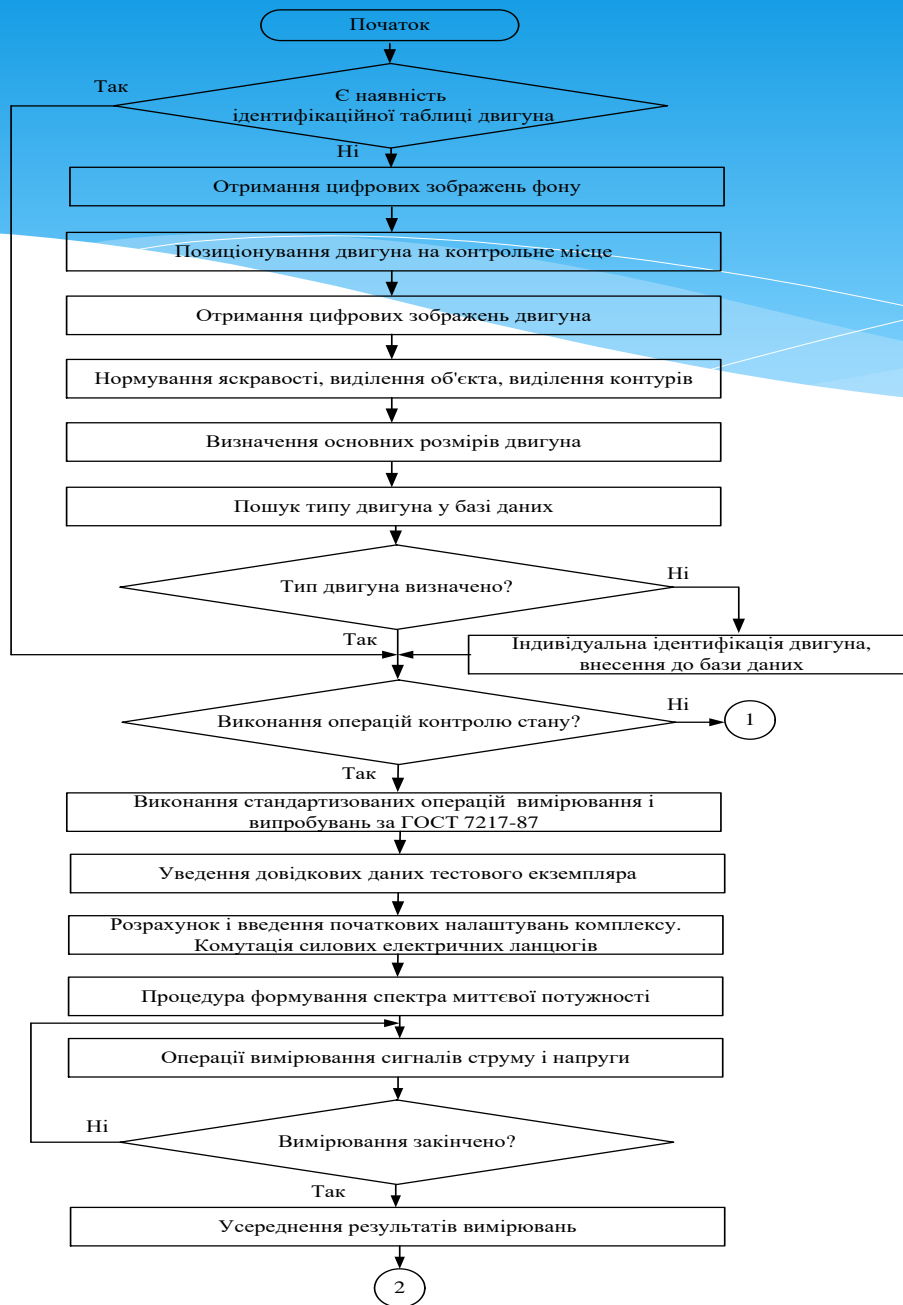 Початок
Так
Є наявність
ідентифікаційної таблиці двигуна
Ні
Отримання цифрових зображень фону
Позиціонування двигуна на контрольне місце
Отримання цифрових зображень двигуна
Нормування яскравості, виділення об'єкта, виділення контурів
Визначення основних розмірів двигуна
Пошук типу двигуна у базі даних
Тип двигуна визначено?
Ні
Так
Індивідуальна ідентифікація двигуна,
внесення до бази даних
Виконання операцій контролю стану?
Ні
1
Так
Виконання стандартизованих операцій вимірювання і
випробувань за ГОСТ 7217-87
Уведення довідкових даних тестового екземпляра
Розрахунок і введення початкових налаштувань комплексу.
Комутація силових електричних ланцюгів
Процедура формування спектра миттєвої потужності
Операції вимірювання сигналів струму і напруги
Ні
Вимірювання закінчено?
Так
Усереднення результатів вимірювань
2